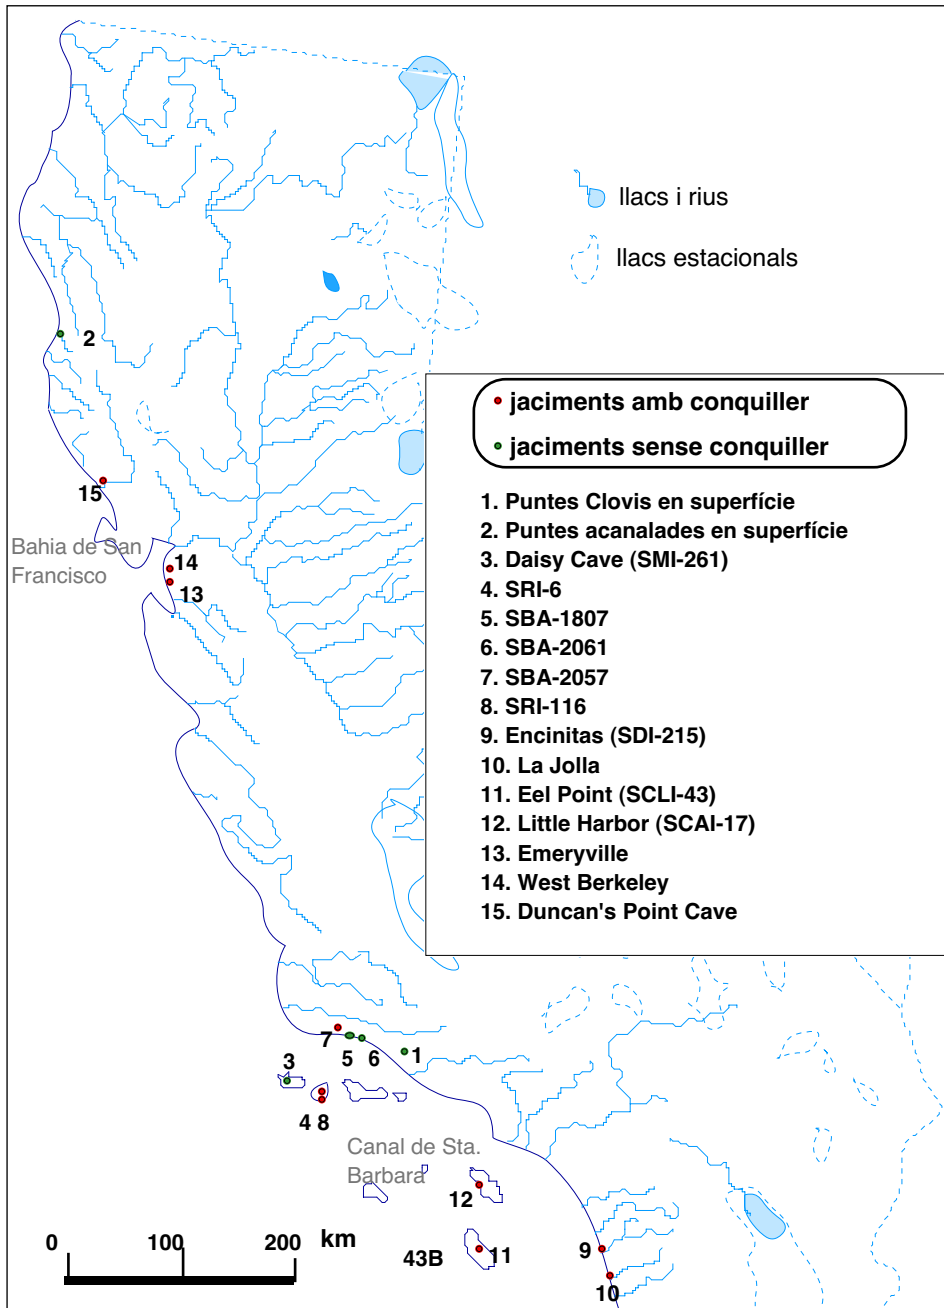 llacs i rius
llacs estacionals
2
jaciments amb conquiller
jaciments sense conquiller
1. Puntes Clovis en superfície
2. Puntes acanalades en superfície
3. Daisy Cave (SMI-261)
4. SRI-6
5. SBA-1807
6. SBA-2061
7. SBA-2057
8. SRI-116
9. Encinitas (SDI-215)
10. La Jolla
11. Eel Point (SCLI-43)
12. Little Harbor (SCAI-17)
13. Emeryville
14. West Berkeley
15. Duncan's Point Cave
15
Bahia de San
Francisco
14
13
7
5 6 1
3
4 8
Canal de Sta.
Barbara
12
43B 11
9
10
0 100 200 km